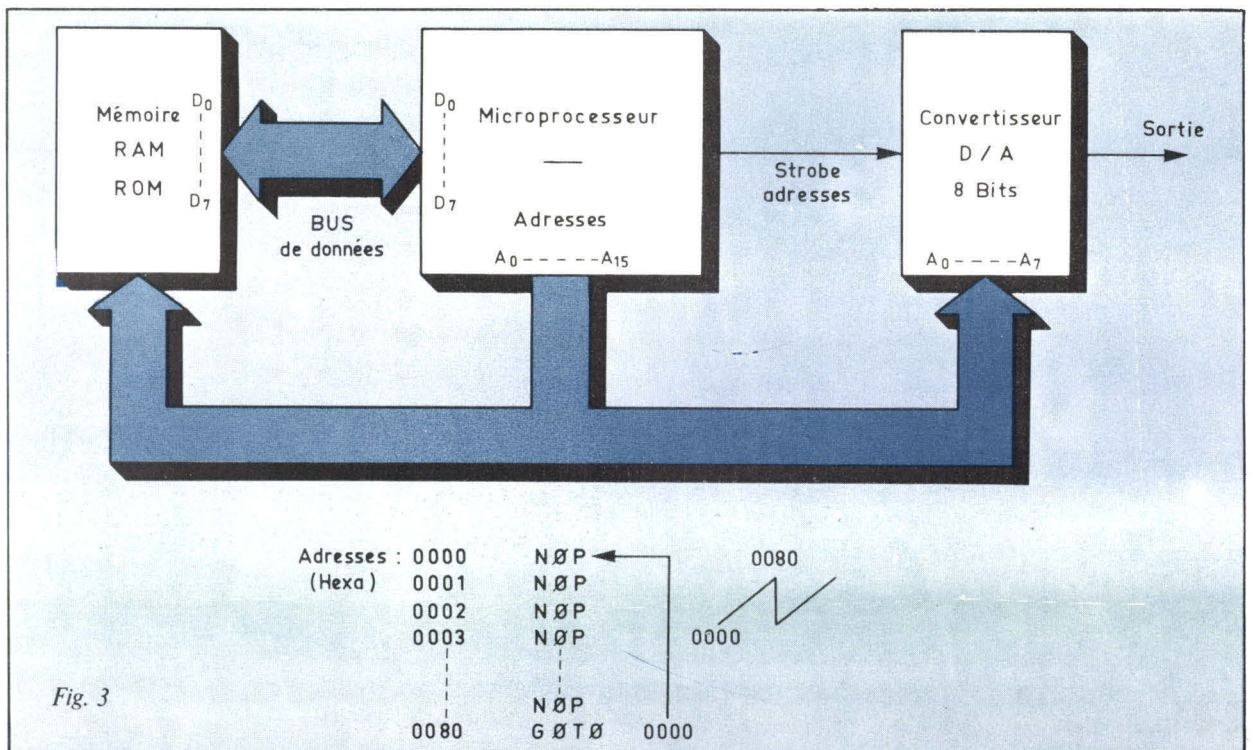 Mémoire
RAM
ROM
D0
D7
BUS
de données
D0
D7
Microprocesseur
Adresses
A0-----A15
Strobe
adresses
Convertisseur
D / A
8 Bits
A0----A7
Sortie
Adresses : 0000 NØP
(Hexa) 0001 NØP
0002 NØP
0003 NØP
NØP
0080 GØTØ 0000
0080
0000
Fig. 3